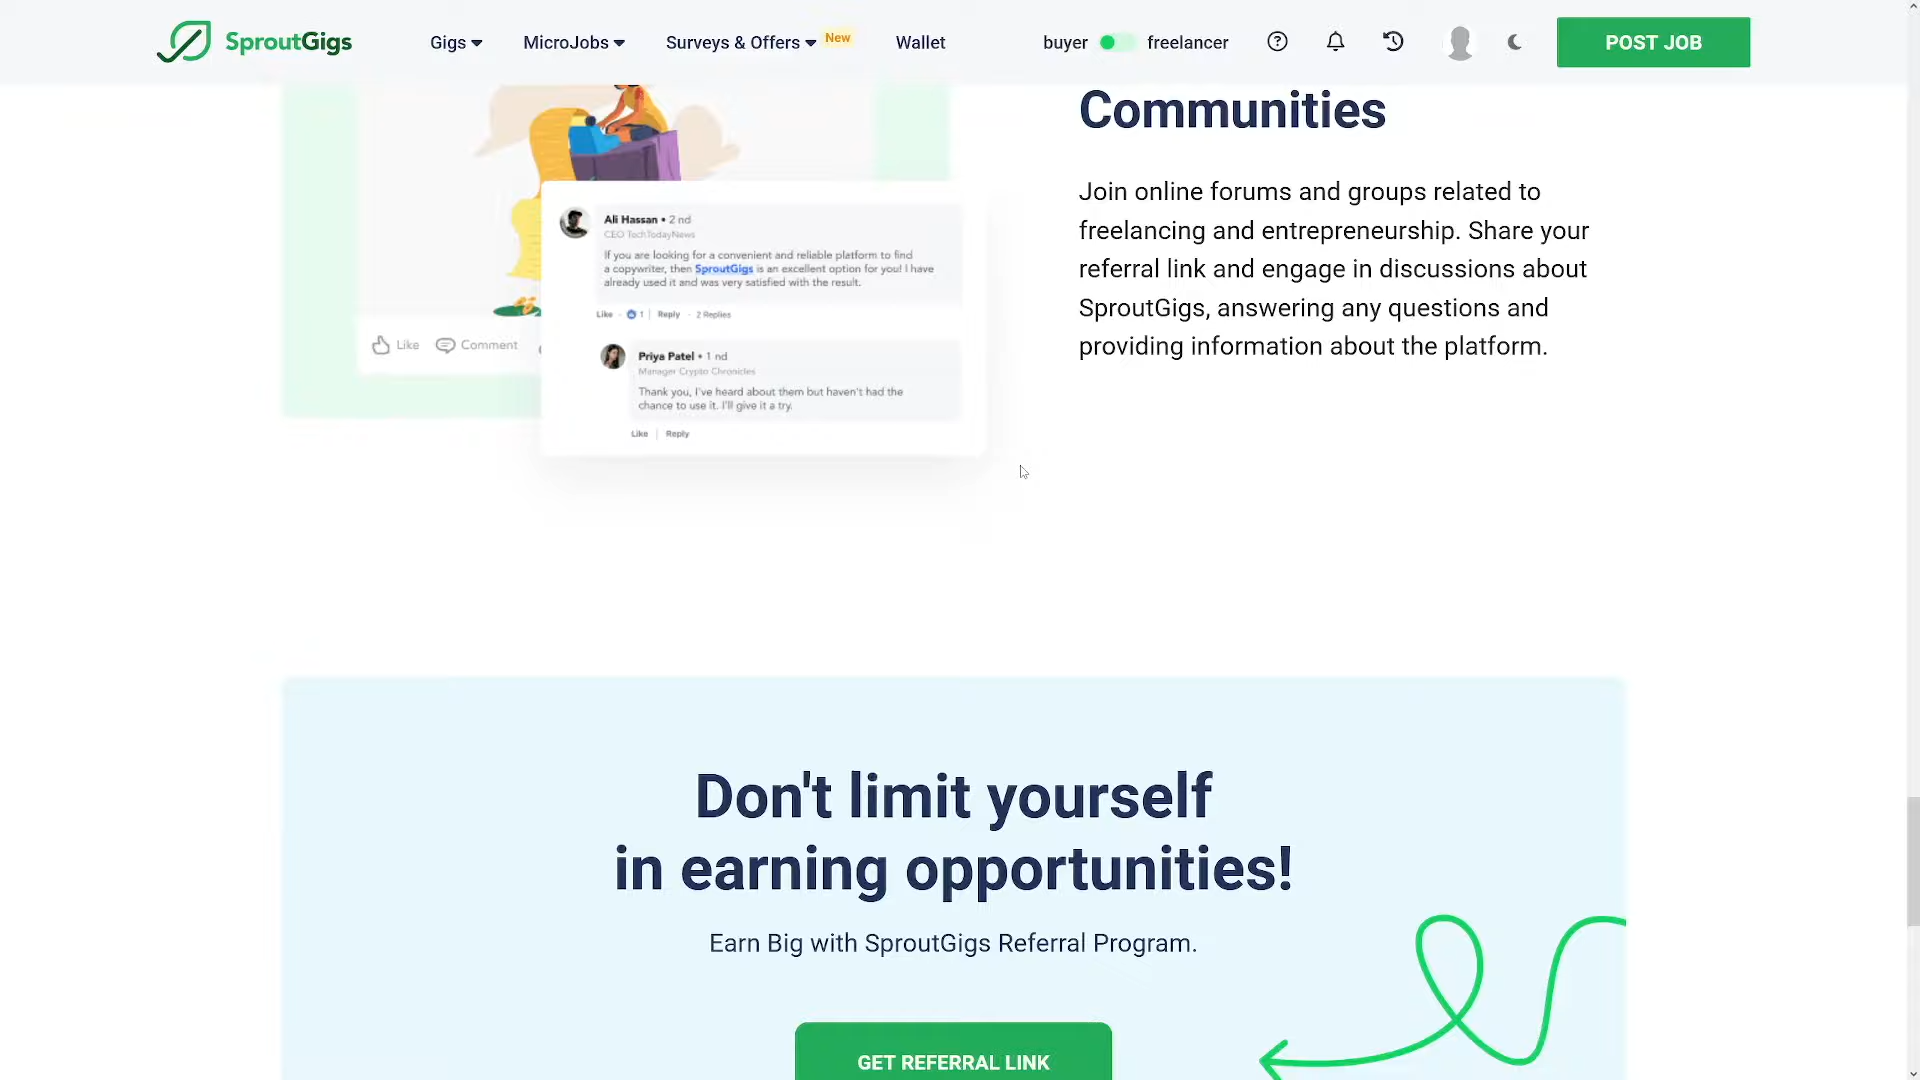 SproutGigs
Gigs
MicroJobs
Surveys & Offers
New
Wallet
buyer
freelancer
POST JOB
Ali Hassan • 2 nd
CEO TechTodayNews
If you are looking for a convenient and reliable platform to find
a copywriter, then SproutGigs is an excellent option for you! I have
already used it and was very satisfied with the result.
Like
1
Reply
2 Replies
Priya Patel • 1 nd
Manager Crypto Chronicles
Thank you, I've heard about them but haven't had the
chance to use it. I'll give it a try.
Like
Reply
Like
Comment
Communities
Join online forums and groups related to
freelancing and entrepreneurship. Share your
referral link and engage in discussions about
SproutGigs, answering any questions and
providing information about the platform.
Don't limit yourself
in earning opportunities!
Earn Big with SproutGigs Referral Program.
GET REFERRAL LINK